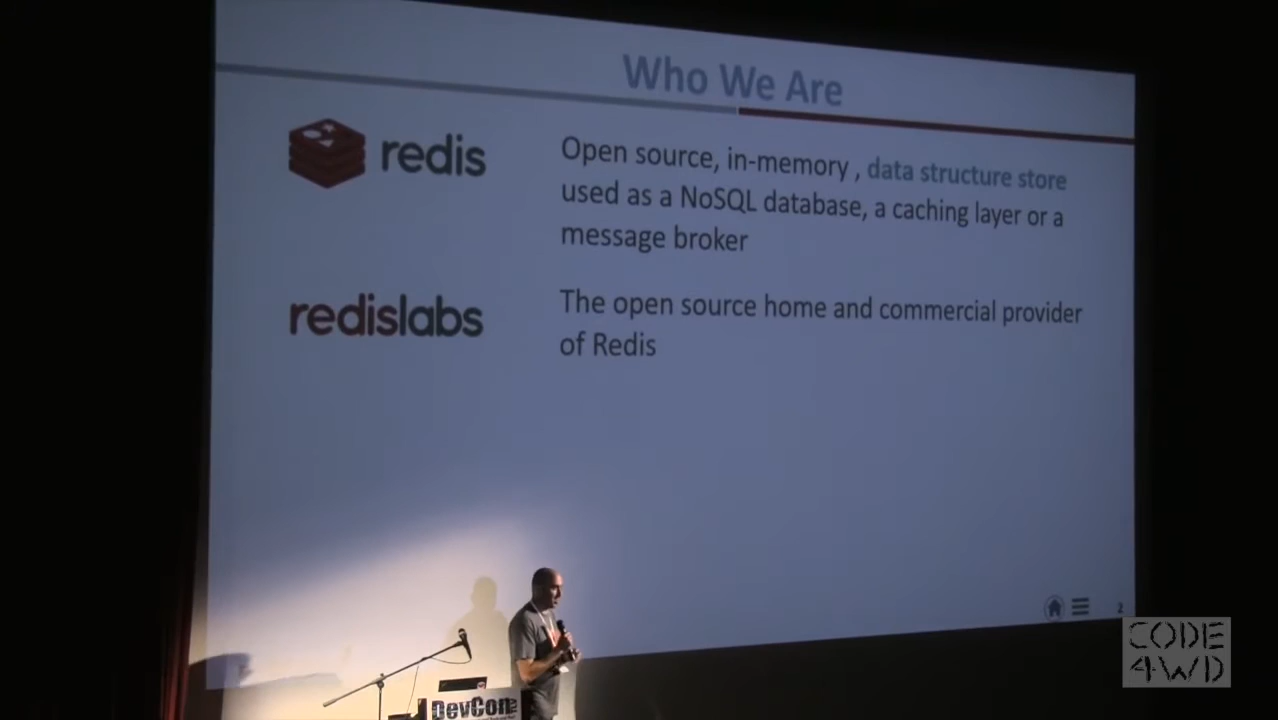 Who We Are
redis
Open source, in-memory , data structure store
used as a NoSQL database, a caching layer or a
message broker
redislabs
The open source home and commercial provider
of Redis
2
CODE
4WD
DevCon